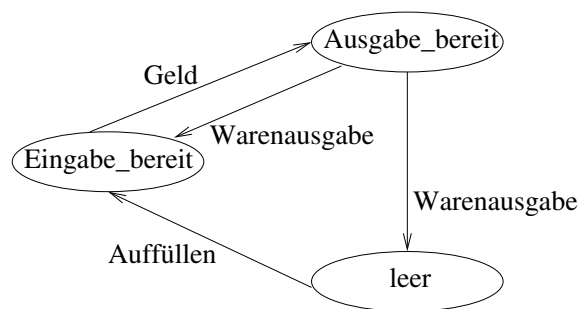 Ausgabe_bereit
Geld
Warenausgabe
Eingabe_bereit
Warenausgabe
Auffüllen
leer